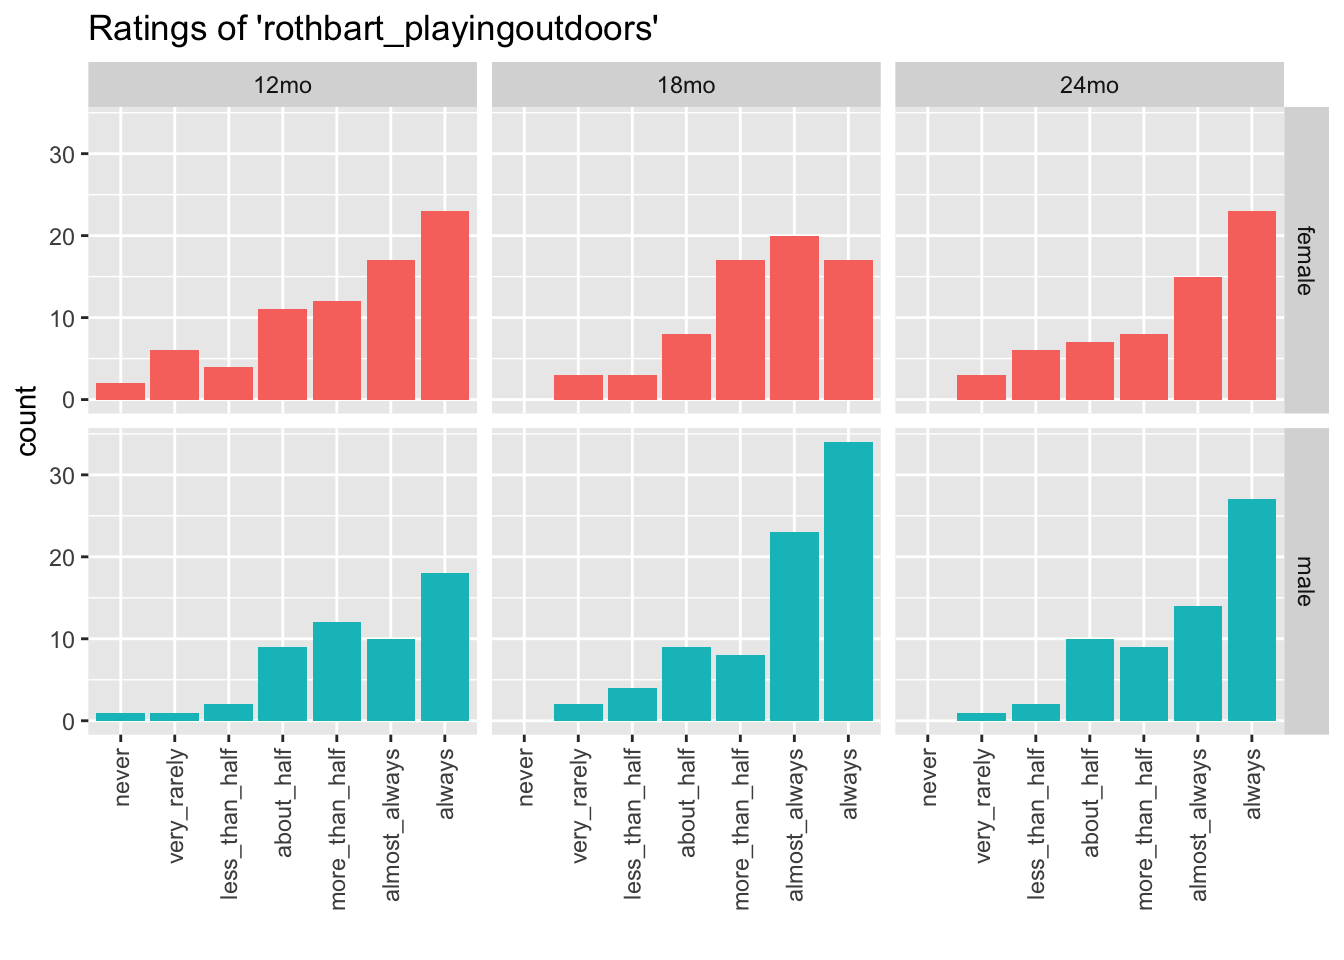 Ratings of 'rothbart_playingoutdoors'
12mo
18mo
24mo
30
20
10
0
female
count
30
20
10
0
male
never
very_rarely
less_than_half
about_half
more_than_half
almost_always
always
never
very_rarely
less_than_half
about_half
more_than_half
almost_always
always
never
very_rarely
less_than_half
about_half
more_than_half
almost_always
always